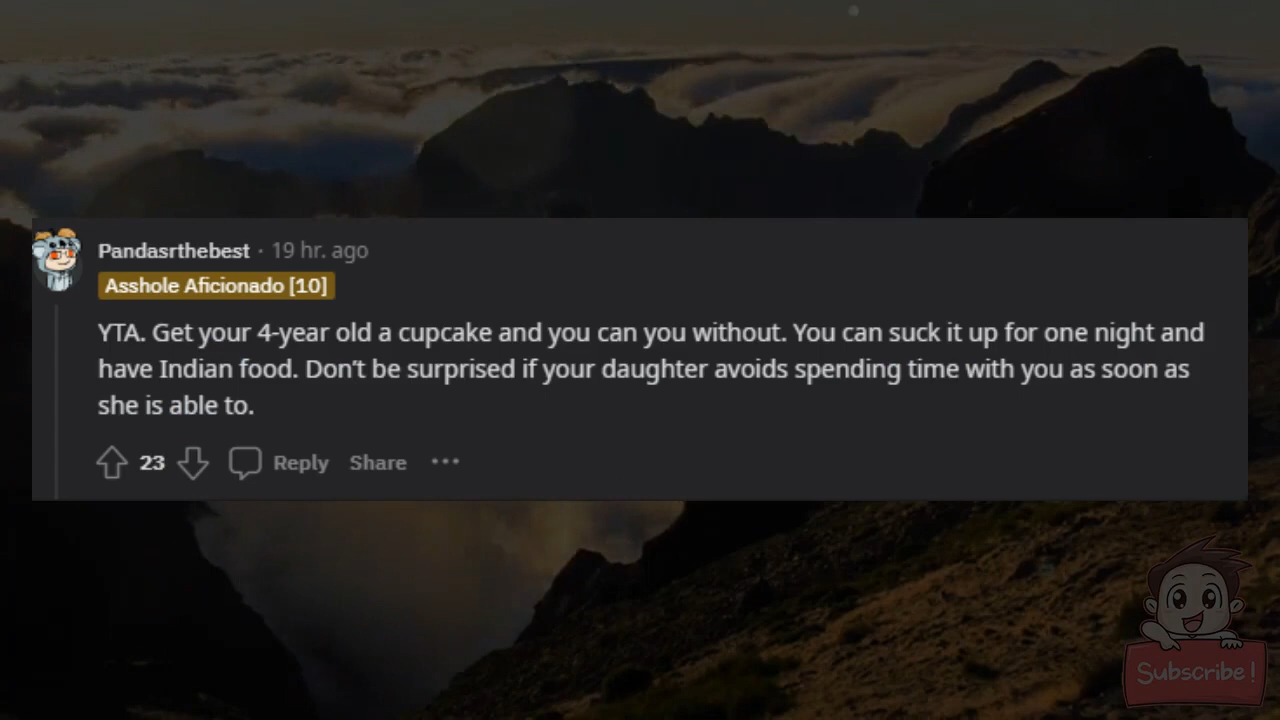 Pandasrthebest · 19 hr. ago
Asshole Aficionado [10]
YTA. Get your 4-year old a cupcake and you can you without. You can suck it up for one night and
have Indian food. Don't be surprised if your daughter avoids spending time with you as soon as
she is able to.
23 Reply Share ···
Subscribe!